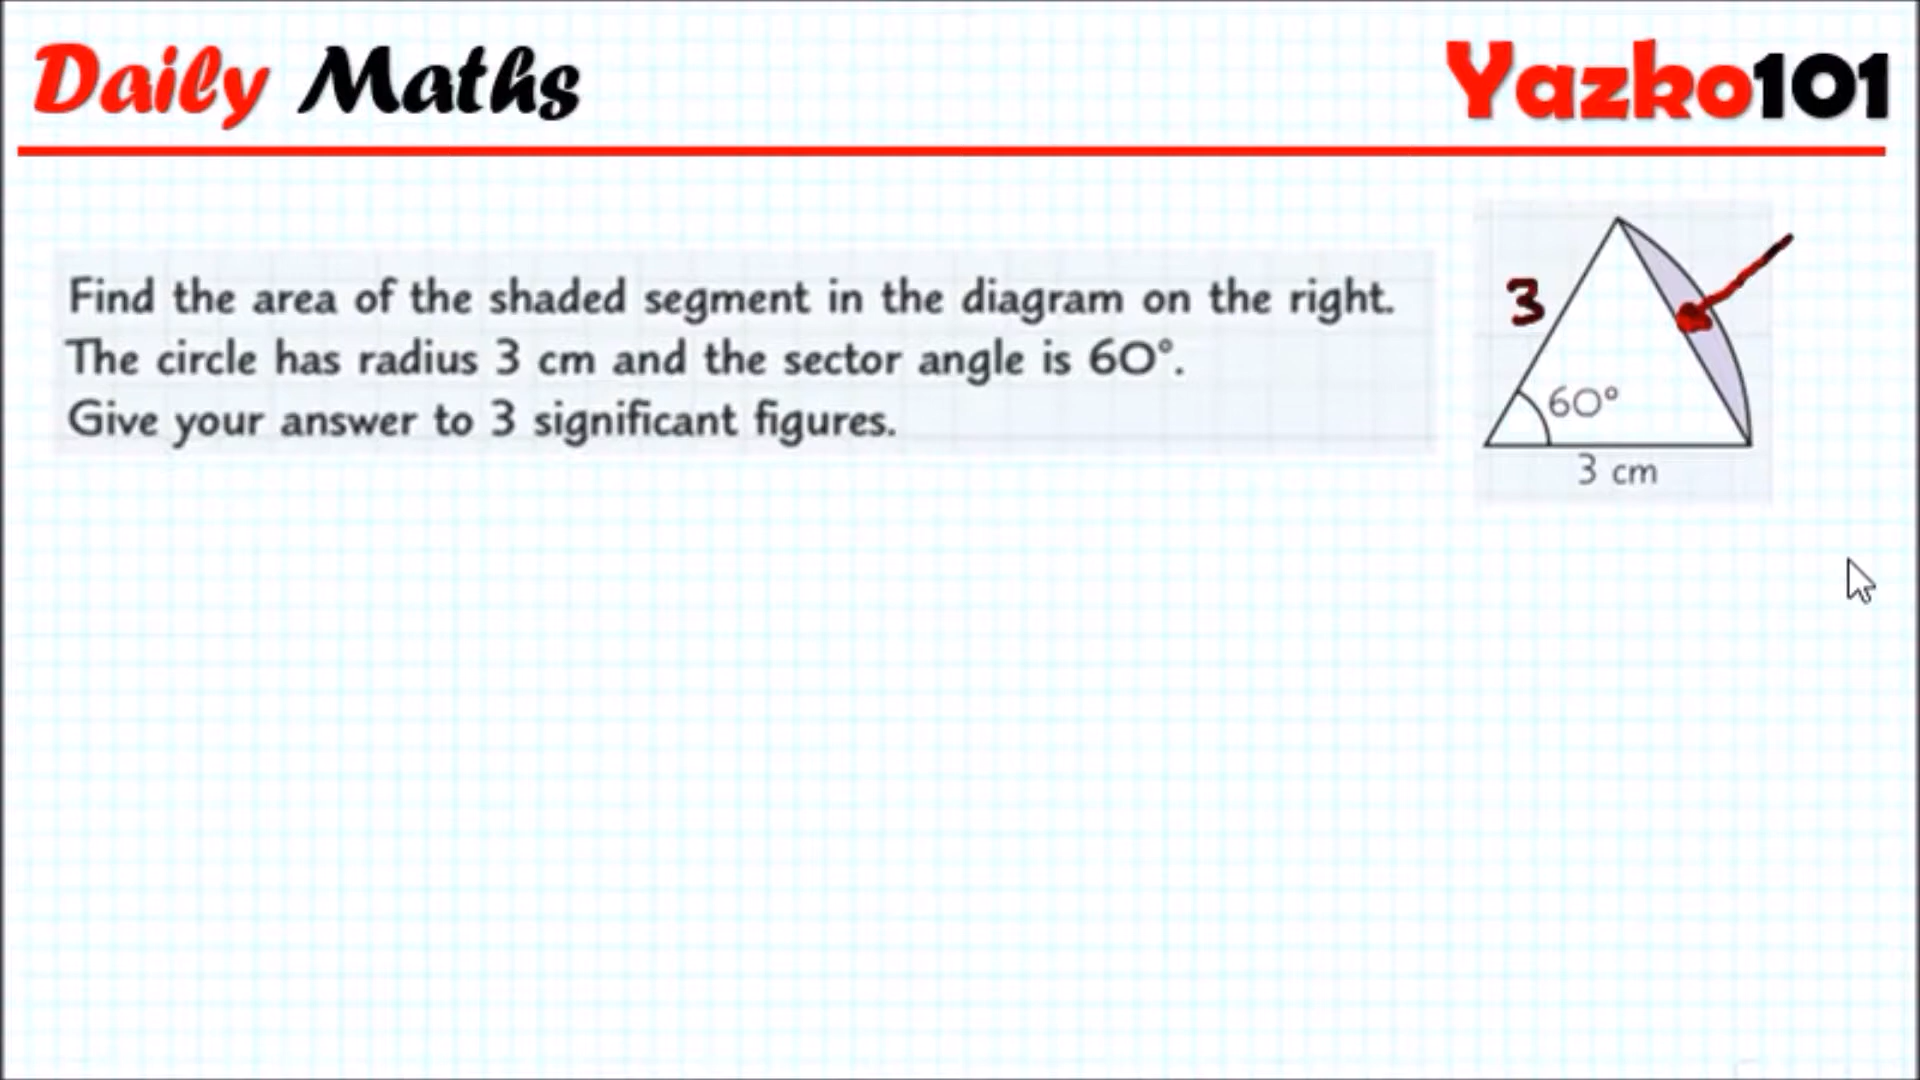 Daily Maths
Yazko101
Find the area of the shaded segment in the diagram on the right.
The circle has radius 3 cm and the sector angle is 60°.
Give your answer to 3 significant figures.
3
60°
3 cm